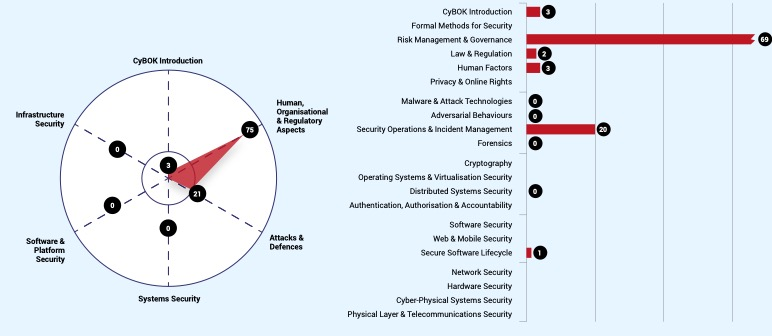 CyBOK Introduction
Human,
Organisational
& Regulatory
Aspects
Infrastructure
Security
75
0
3
21
0
0
Software &
Platform
Security
Attacks &
Defences
Systems Security
CyBOK Introduction 3
Formal Methods for Security
Risk Management & Governance 69
Law & Regulation 2
Human Factors 3
Privacy & Online Rights
Malware & Attack Technologies 0
Adversarial Behaviours 0
Security Operations & Incident Management 20
Forensics 0
Cryptography
Operating Systems & Virtualisation Security
Distributed Systems Security 0
Authentication, Authorisation & Accountability
Software Security
Web & Mobile Security
Secure Software Lifecycle 1
Network Security
Hardware Security
Cyber-Physical Systems Security
Physical Layer & Telecommunications Security